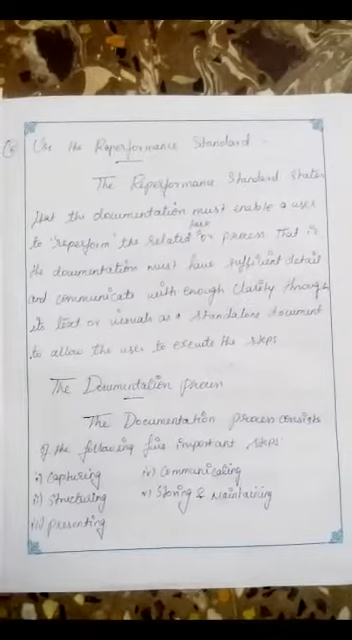 Use the Reperformance Standard
The Reperformance Standard States
that the documentation must enable a user
to "reperform" the related task or process that is
the documentation must have sufficient detail
and communicate with enough clarity through
its text or visuals as a standalone document
to allow the user to execute the steps
The Documentation process
The Documentation process consists
of the following five important steps
i) Capturing iv) Communicating
ii) Structuring v) Storing & Maintaining
iii) Presenting